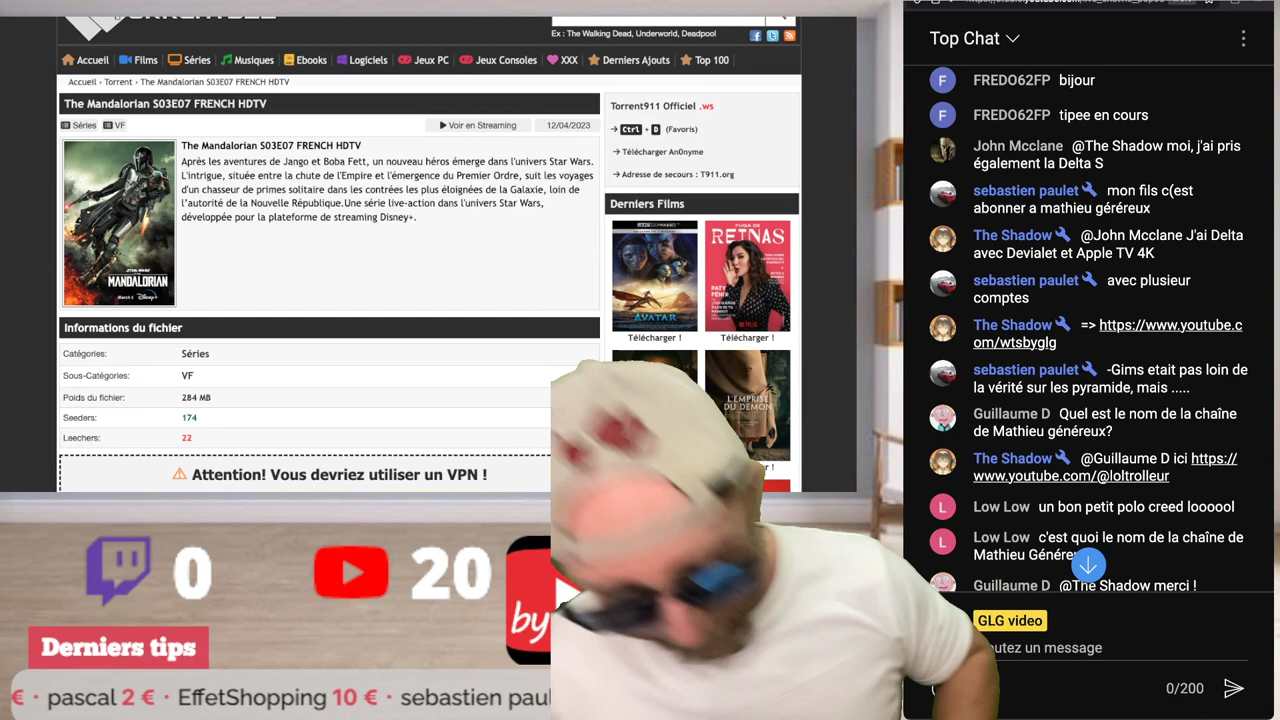 Ex : The Walking Dead, Underworld, Deadpool
Accueil Films Séries Musiques Ebooks Logiciels Jeux PC Jeux Consoles XXX Derniers Ajouts Top 100
Accueil › Torrent › The Mandalorian S03E07 FRENCH HDTV
The Mandalorian S03E07 FRENCH HDTV
Séries VF
Voir en Streaming
12/04/2023
The Mandalorian S03E07 FRENCH HDTV
Après les aventures de Jango et Boba Fett, un nouveau héros émerge dans l'univers Star Wars.
L'intrigue, située entre la chute de l'Empire et l'émergence du Premier Ordre, suit les voyages
d'un chasseur de primes solitaire dans les contrées les plus éloignées de la Galaxie, loin de
l'autorité de la Nouvelle République.Une série live-action dans l'univers Star Wars,
développée pour la plateforme de streaming Disney+.
STAR WARS
MANDALORIAN
Informations du fichier
Catégories: Séries
Sous-Catégories: VF
Poids du fichier: 284 MB
Seeders: 174
Leechers: 22
Attention! Vous devriez utiliser un VPN !
Torrent911 Officiel .ws
Ctrl + D (Favoris)
Télécharger An0nyme
Adresse de secours : T911.org
Derniers Films
AVATAR
FUGA DE
REINAS
PATY
FÉNIX
NETFLIX
Télécharger !
Télécharger !
L'EMPRISE
DU DÉMON
0
20
by
Derniers tips
€ · pascal 2 € · EffetShopping 10 € · sebastien paul
Top Chat
FREDO62FP bijour
FREDO62FP tipee en cours
John Mcclane @The Shadow moi, j'ai pris
également la Delta S
sebastien paulet mon fils c(est
abonner a mathieu géréreux
The Shadow @John Mcclane J'ai Delta
avec Devialet et Apple TV 4K
sebastien paulet avec plusieur
comptes
The Shadow => https://www.youtube.c
om/wtsbyglg
sebastien paulet -Gims etait pas loin de
la vérité sur les pyramide, mais .....
Guillaume D Quel est le nom de la chaîne
de Mathieu généreux?
The Shadow @Guillaume D ici https://
www.youtube.com/@loltrolleur
Low Low un bon petit polo creed loooool
Low Low c'est quoi le nom de la chaîne de
Mathieu Génére
Guillaume D @The Shadow merci !
GLG video
outez un message
0/200